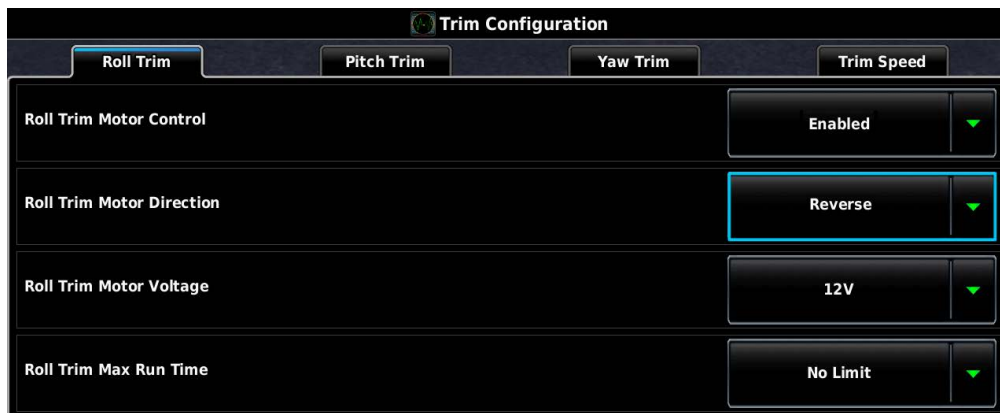 Trim Configuration
Roll Trim Pitch Trim Yaw Trim Trim Speed
Roll Trim Motor Control Enabled
Roll Trim Motor Direction Reverse
Roll Trim Motor Voltage 12V
Roll Trim Max Run Time No Limit